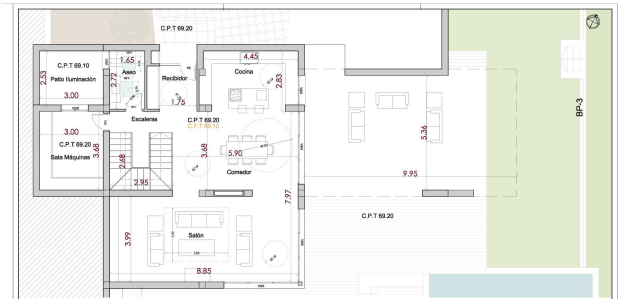 C.P.T 69.20
C.P.T 69.10
Patio Iluminación
2.53
3.00
1.65
Aseo
2.72
Recibidor
1.75
4.45
Cocina
2.83
3.00
C.P.T 69.20
Sala Máquinas
3.68
Escaleras
2.68
2.95
C.P.T 69.20
C.P.T 69.10
3.68
5.90
Comedor
7.97
5.36
9.95
C.P.T 69.20
BP-3
3.99
Salón
8.85